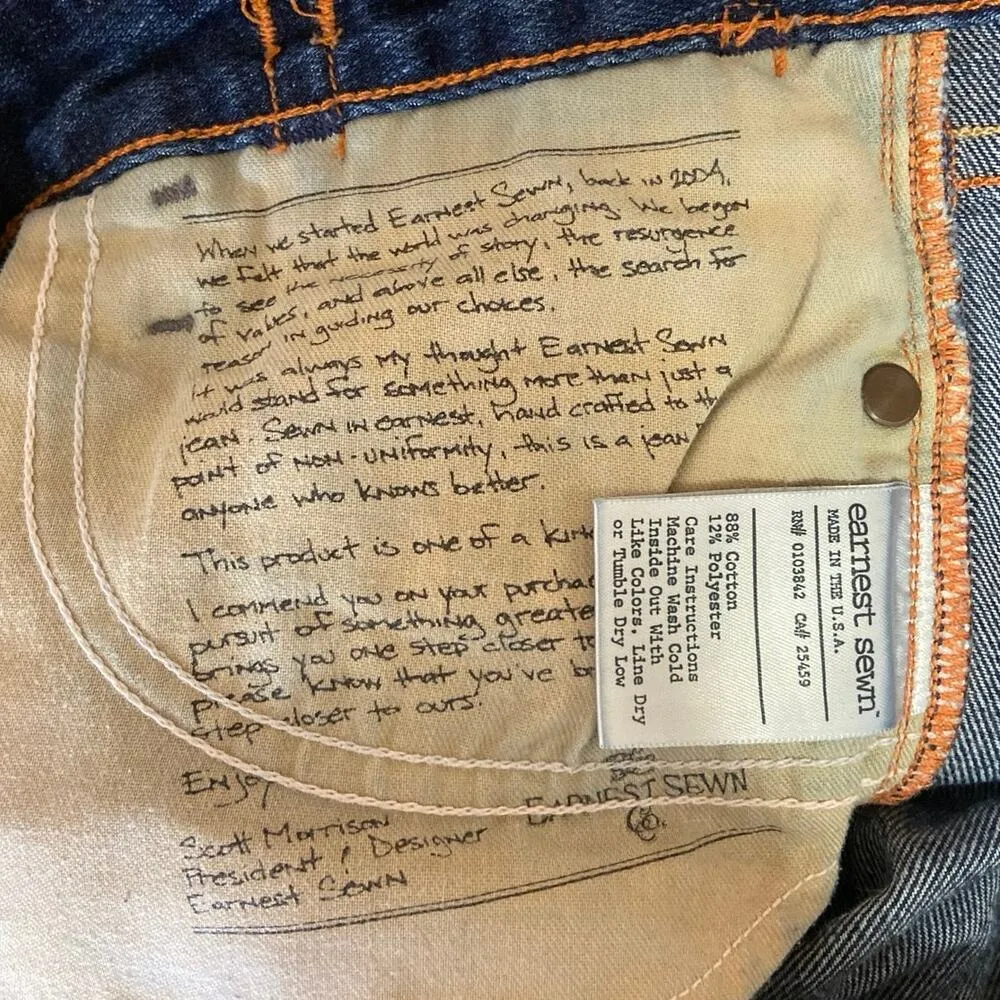 When we started Earnest Sewn, back in 2004,
we felt that the world was changing. We began
to see the necessity of story, the resurgence
of values, and above all else, the search for
reason in guiding our choices.
It was always my thought Earnest Sewn
would stand for something more than just a
jean. Sewn in earnest, hand crafted to th
point of non-uniformity, this is a jean
anyone who knows better.
This product is one of a kin
I commend you on your purchas
pursuit of something greate
brings you one step closer to
please know that you've be
step closer to ours.
Enjoy
Scott Morrison
President / Designer
Earnest Sewn
EARNEST SEWN
earnest sewn™
MADE IN THE U.S.A.
RN# 0103842 CA# 25459
88% Cotton
12% Polyester
Care Instructions
Machine Wash Cold
Inside Out With
Like Colors. Line Dry
or Tumble Dry Low